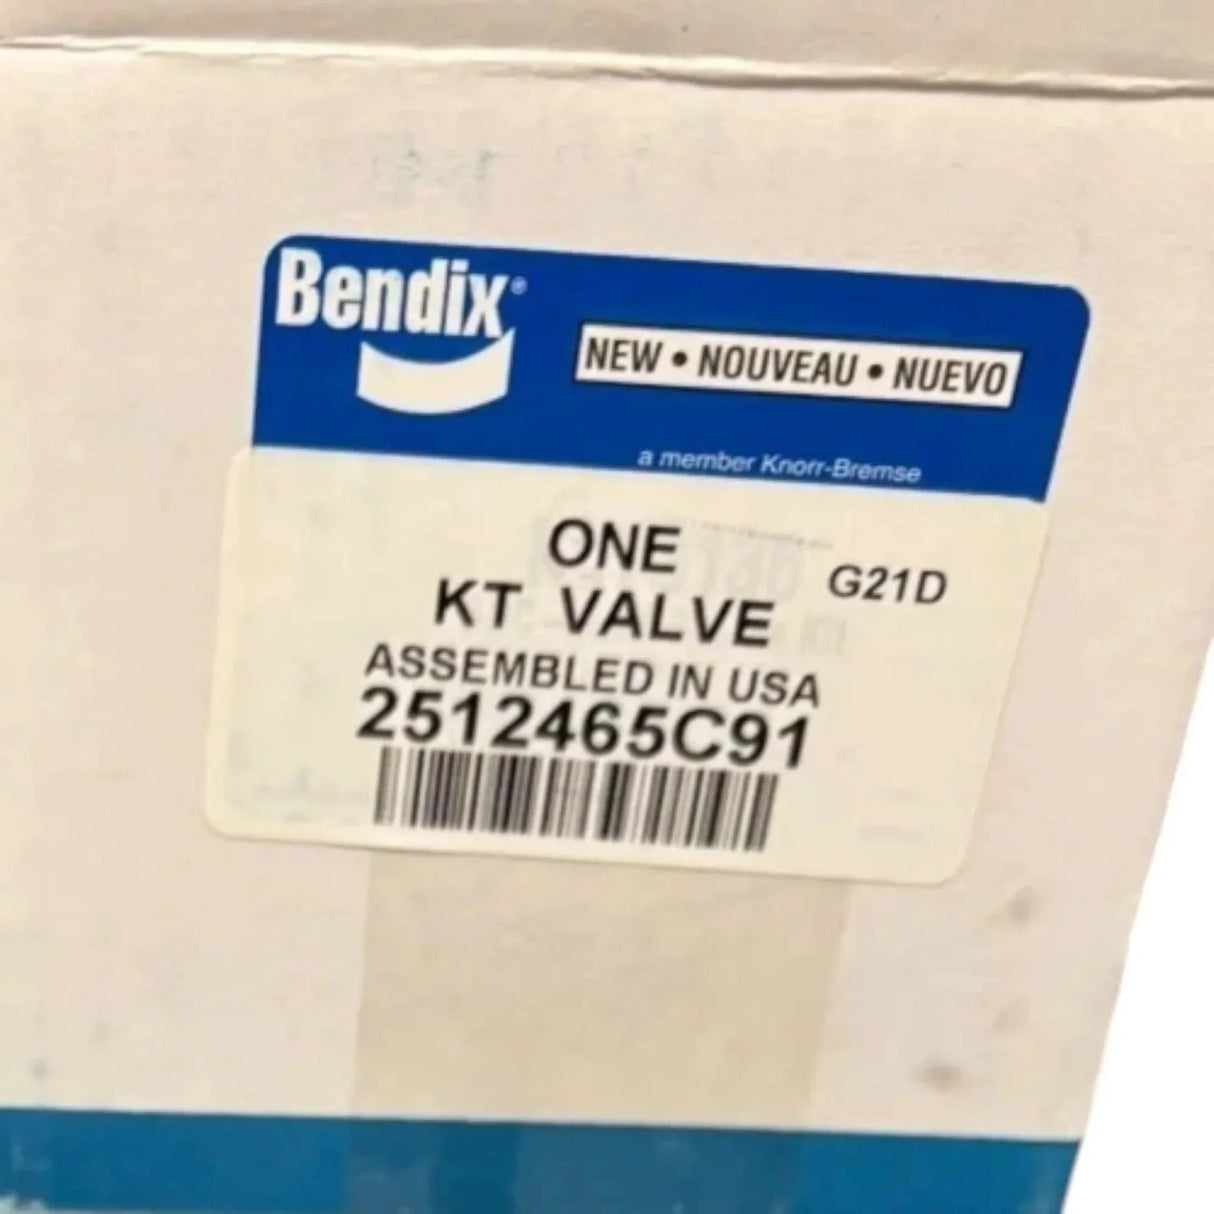 Bendix®
NEW • NOUVEAU • NUEVO
a member Knorr-Bremse
ONE
G21D
KT VALVE
ASSEMBLED IN USA
2512465C91